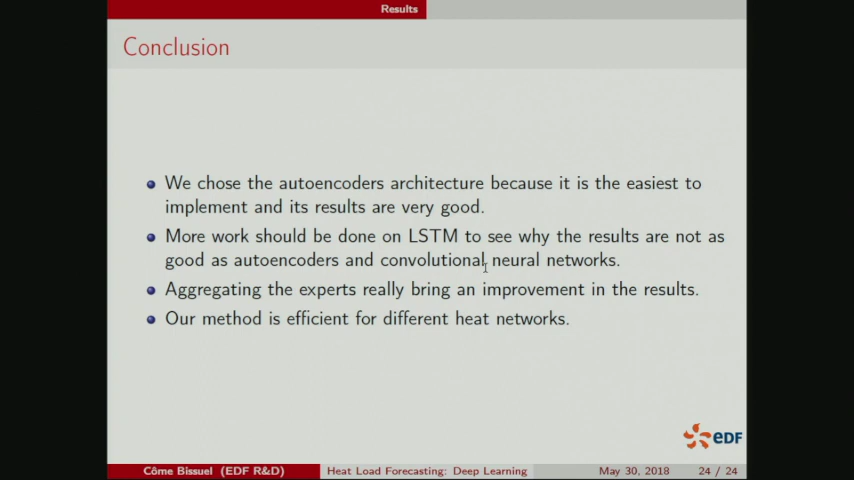 Results
Conclusion
We chose the autoencoders architecture because it is the easiest to
implement and its results are very good.
More work should be done on LSTM to see why the results are not as
good as autoencoders and convolutional neural networks.
Aggregating the experts really bring an improvement in the results.
Our method is efficient for different heat networks.
eDF
Côme Bissuel (EDF R&D) Heat Load Forecasting: Deep Learning May 30, 2018 24 / 24